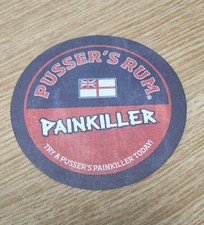 PUSSER'S RUM®
PAINKILLER
TRY A PUSSER'S PAINKILLER TODAY!